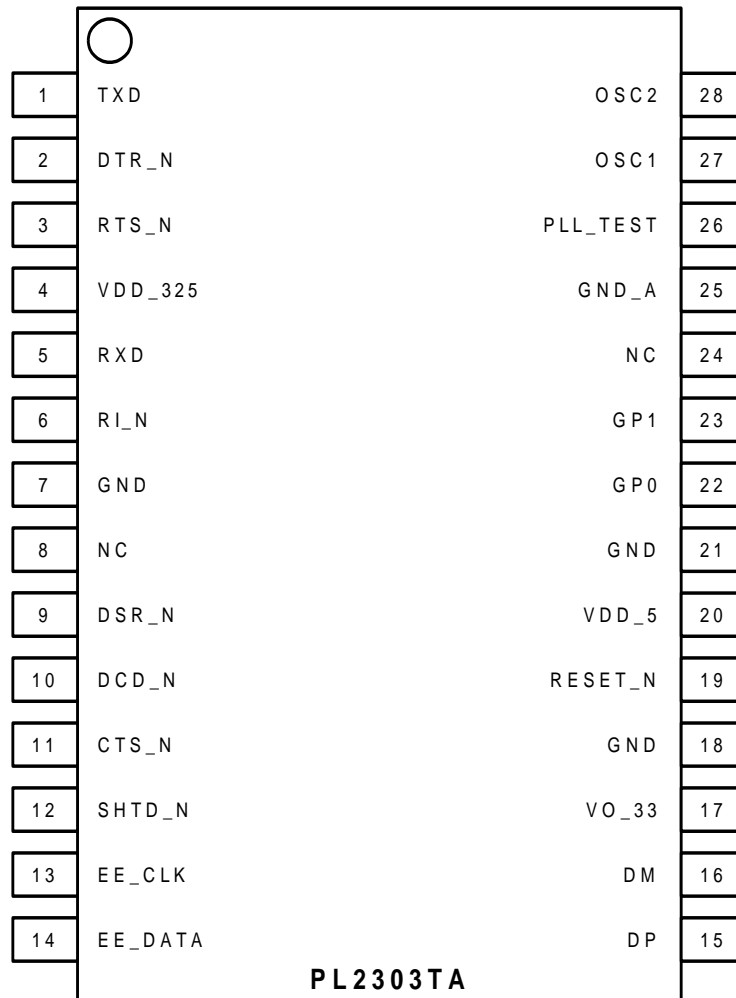 1 TXD OSC2 28
2 DTR_N OSC1 27
3 RTS_N PLL_TEST 26
4 VDD_325 GND_A 25
5 RXD NC 24
6 RI_N GP1 23
7 GND GP0 22
8 NC GND 21
9 DSR_N VDD_5 20
10 DCD_N RESET_N 19
11 CTS_N GND 18
12 SHTD_N VO_33 17
13 EE_CLK DM 16
14 EE_DATA DP 15
PL2303TA